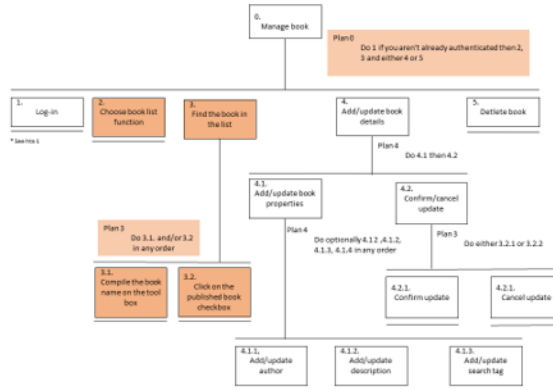 0.
Manage book
Plan 0
Do 1 if you aren't already authenticated then 2,
3 and either 4 or 5
1.
Log-in
* See hta 1
2.
Choose book list
function
3.
Find the book in
the list
4.
Add/update book
details
5.
Detlete book
Plan 4
Do 4.1 then 4.2
4.1.
Add/update book
properties
4.2.
Confirm/cancel
update
Plan 3
Do 3.1. and/or 3.2
in any order
Plan 4
Do optionally 4.1 2 ,4.1.2,
4.1.3, 4.1.4 in any order
Plan 3
Do either 3.2.1 or 3.2.2
3.1.
Compile the book
name on the tool
box
3.2.
Click on the
published book
checkbox
4.2.1.
Confirm update
4.2.1.
Cancel update
4.1.1,
Add/update
author
4.1.2.
Add/update
description
4.1.3.
Add/update
search tag